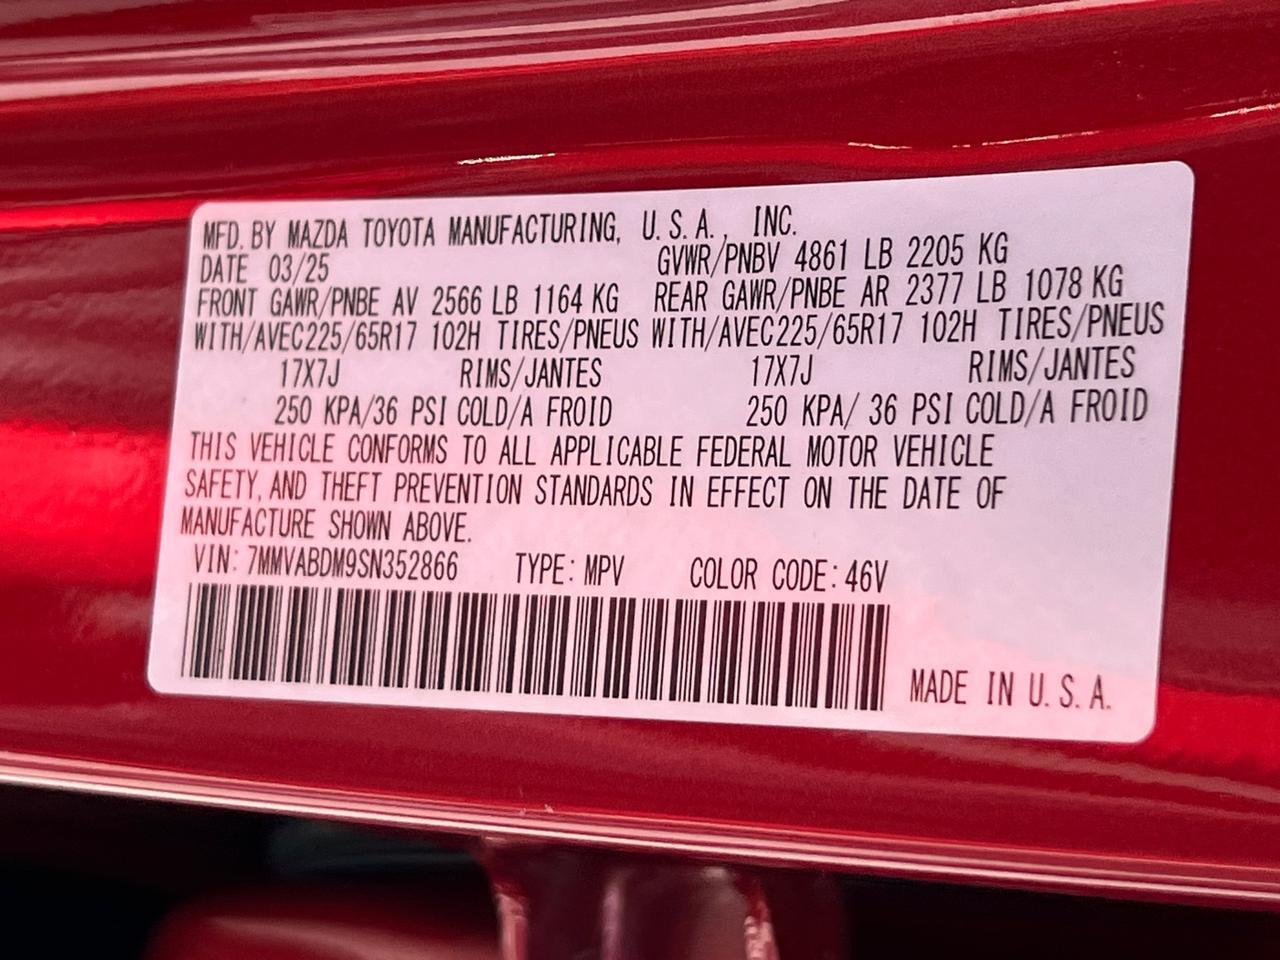 MFD. BY MAZDA TOYOTA MANUFACTURING, U.S.A., INC.
DATE 03/25 GVWR/PNBV 4861 LB 2205 KG
FRONT GAWR/PNBE AV 2566 LB 1164 KG REAR GAWR/PNBE AR 2377 LB 1078 KG
WITH/AVEC225/65R17 102H TIRES/PNEUS WITH/AVEC225/65R17 102H TIRES/PNEUS
17X7J RIMS/JANTES 17X7J RIMS/JANTES
250 KPA/36 PSI COLD/A FROID 250 KPA/ 36 PSI COLD/A FROID
THIS VEHICLE CONFORMS TO ALL APPLICABLE FEDERAL MOTOR VEHICLE
SAFETY, AND THEFT PREVENTION STANDARDS IN EFFECT ON THE DATE OF
MANUFACTURE SHOWN ABOVE.
VIN: 7MMVABDM9SN352866 TYPE: MPV COLOR CODE: 46V
MADE IN U.S.A.